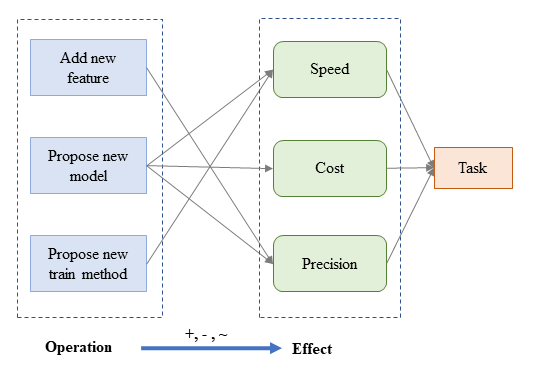 Add new
feature
Speed
Propose new
model
Cost
Task
Propose new
train method
Precision
+, - , ~
Operation
Effect